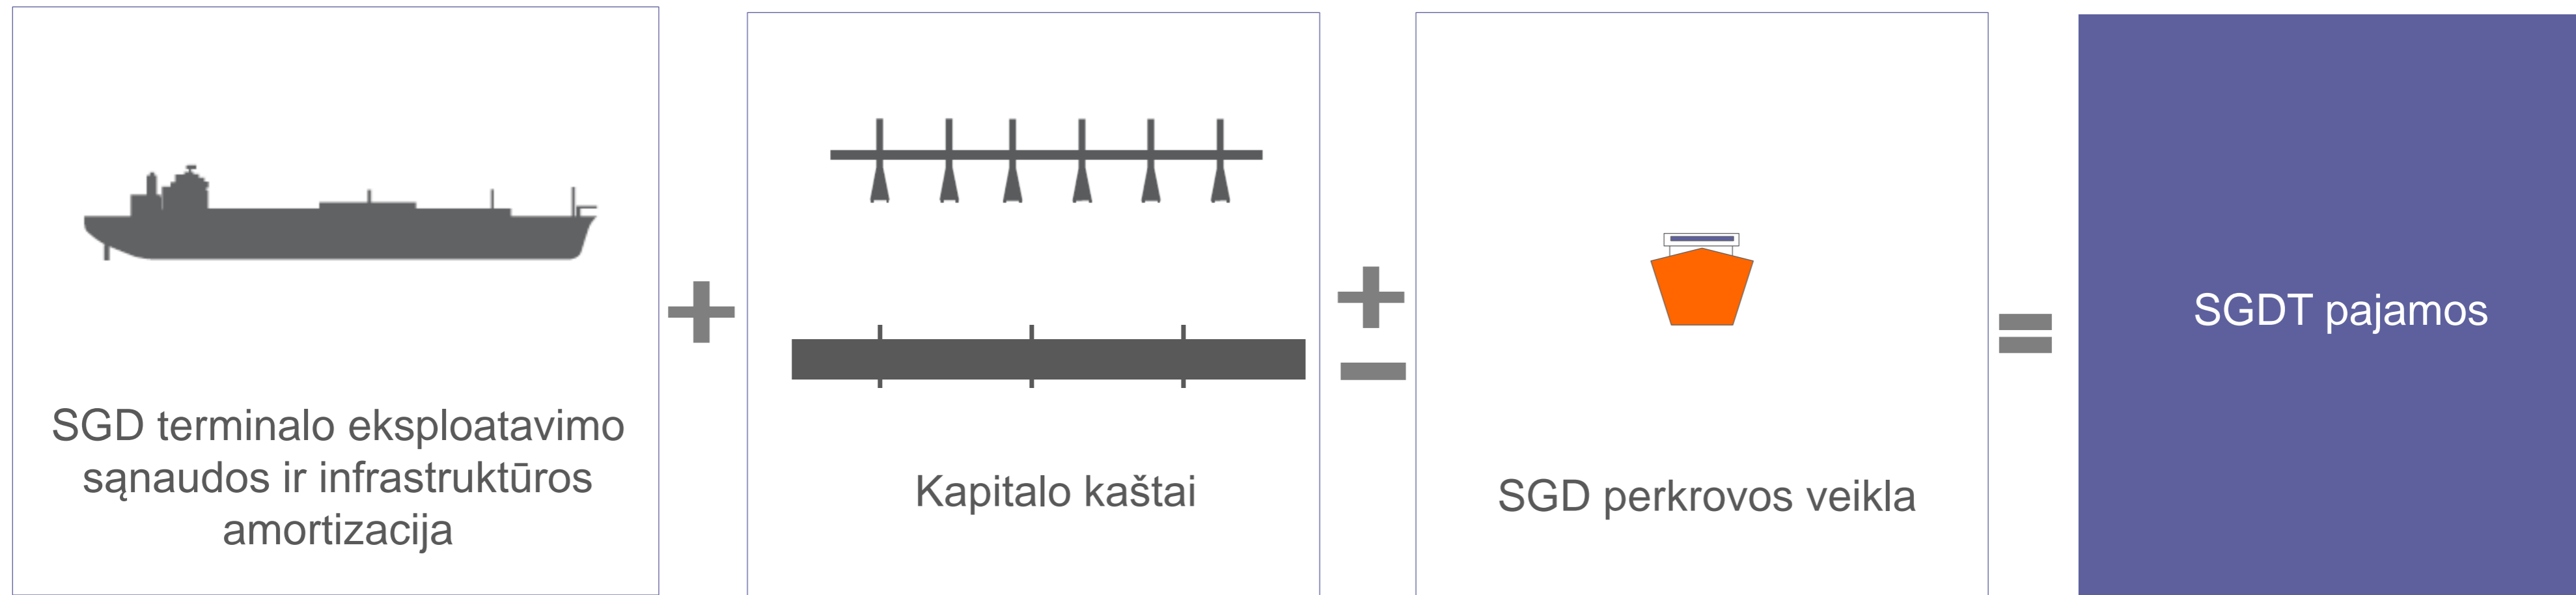 SGD terminalo eksploatavimo
sąnaudos ir infrastruktūros
amortizacija
+
Kapitalo kaštai
+
−
SGD perkrovos veikla
=
SGDT pajamos